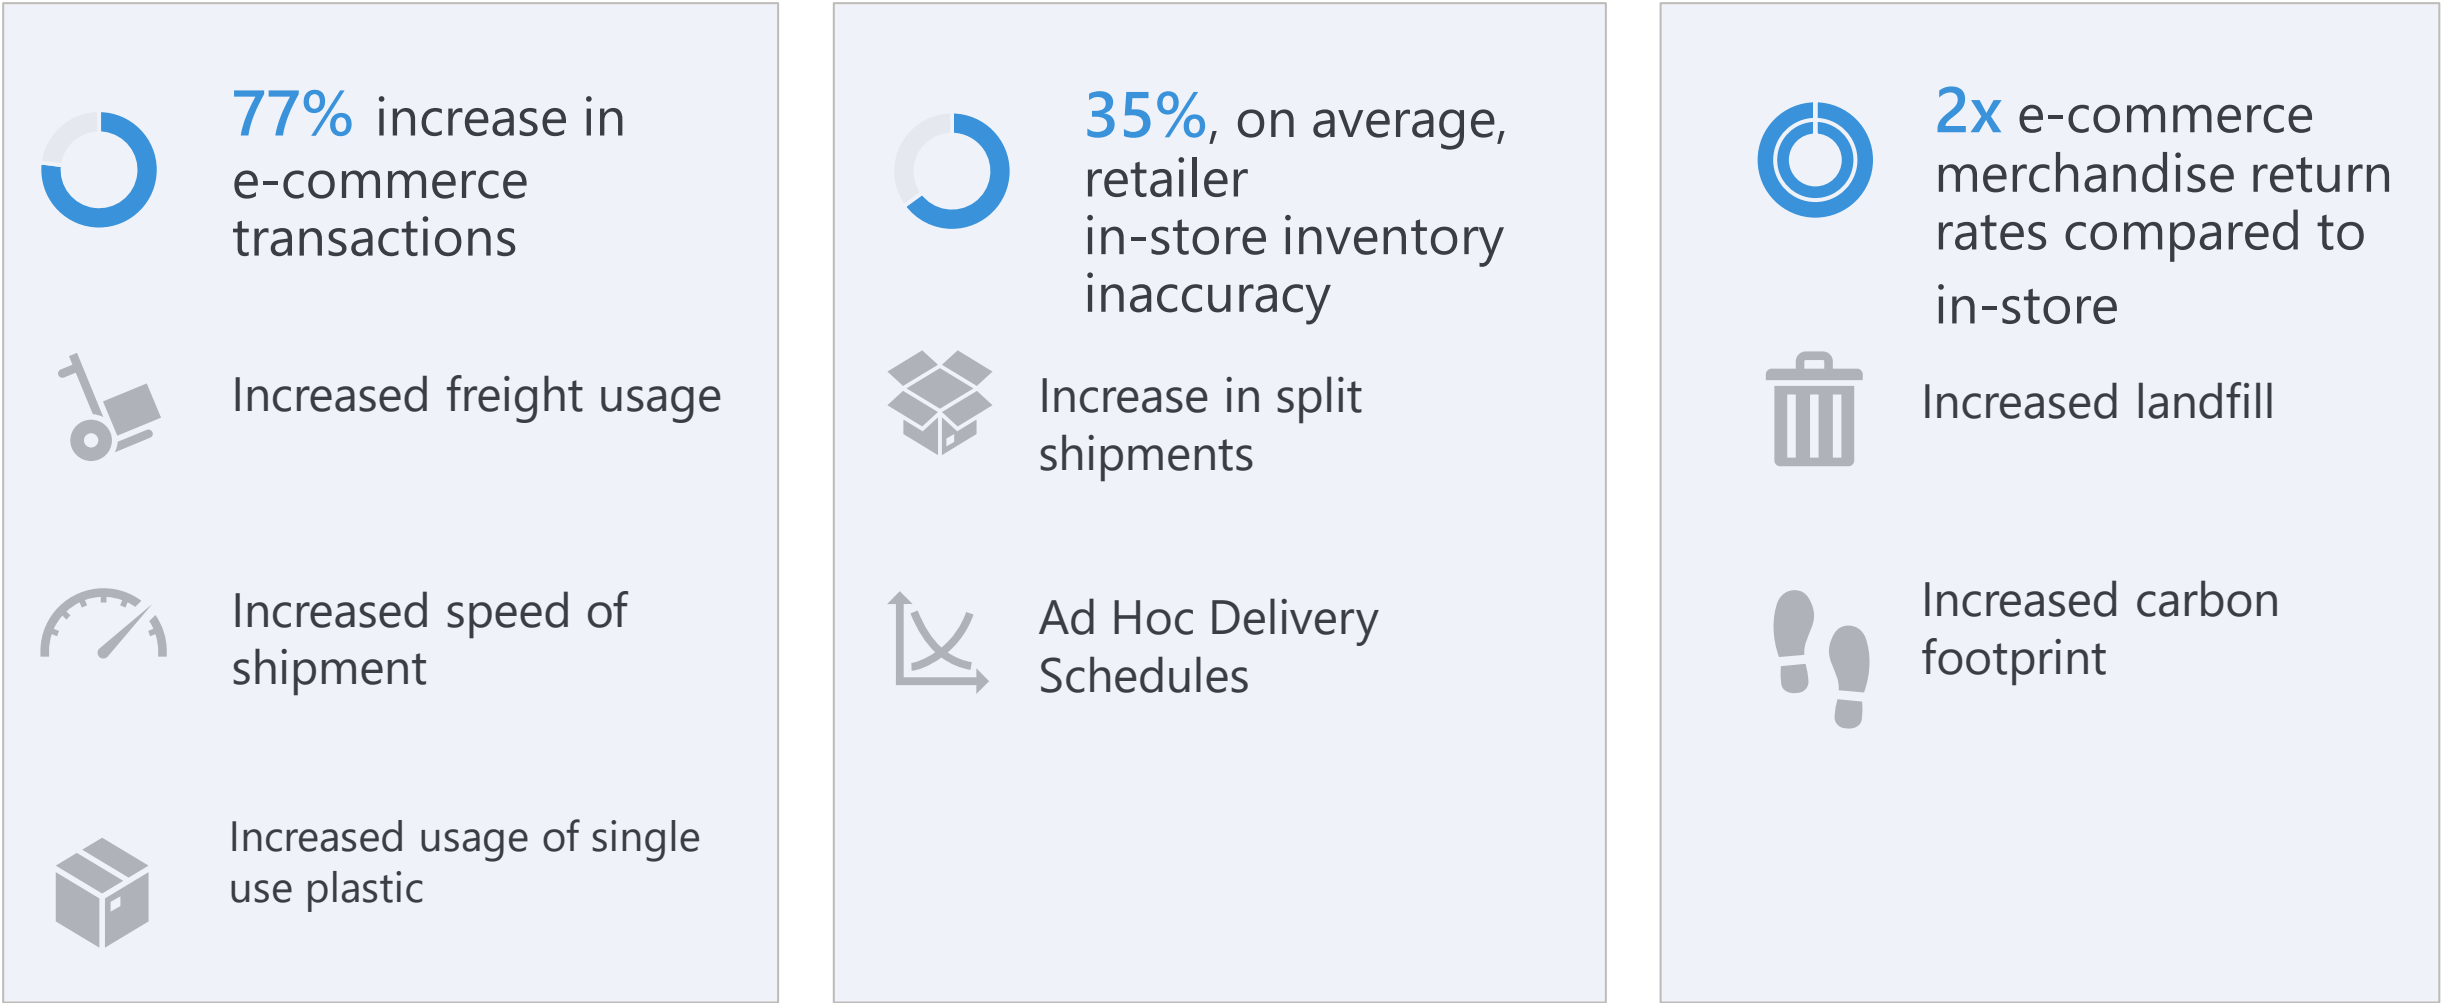 77% increase in
e-commerce
transactions
Increased freight usage
Increased speed of
shipment
Increased usage of single
use plastic
35%, on average,
retailer
in-store inventory
inaccuracy
Increase in split
shipments
Ad Hoc Delivery
Schedules
2x e-commerce
merchandise return
rates compared to
in-store
Increased landfill
Increased carbon
footprint